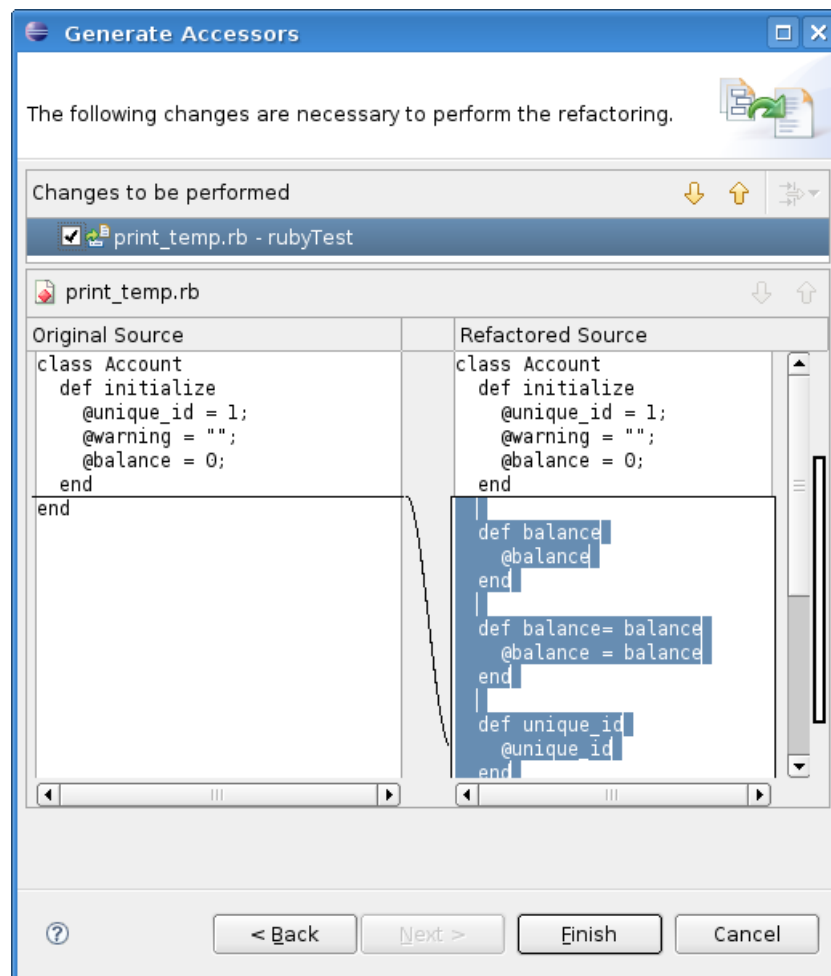 Generate Accessors
The following changes are necessary to perform the refactoring.
Changes to be performed
print_temp.rb - rubyTest
print_temp.rb
Original Source
class Account
  def initialize
    @unique_id = 1;
    @warning = "";
    @balance = 0;
  end
end
Refactored Source
class Account
  def initialize
    @unique_id = 1;
    @warning = "";
    @balance = 0;
  end
  def balance
    @balance
  end
  def balance= balance
    @balance = balance
  end
  def unique_id
    @unique_id
  end
< Back
Next >
Finish
Cancel